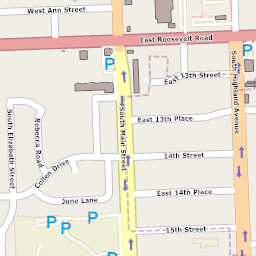 West Ann Street
East Roosevelt Road
P
East 13th Street
South Highland Avenue
South Main Street
East 13th Place
South Elizabeth Street
Rebecca Road
Collen Drive
14th Street
East 14th Place
June Lane
P
P
P
15th Street